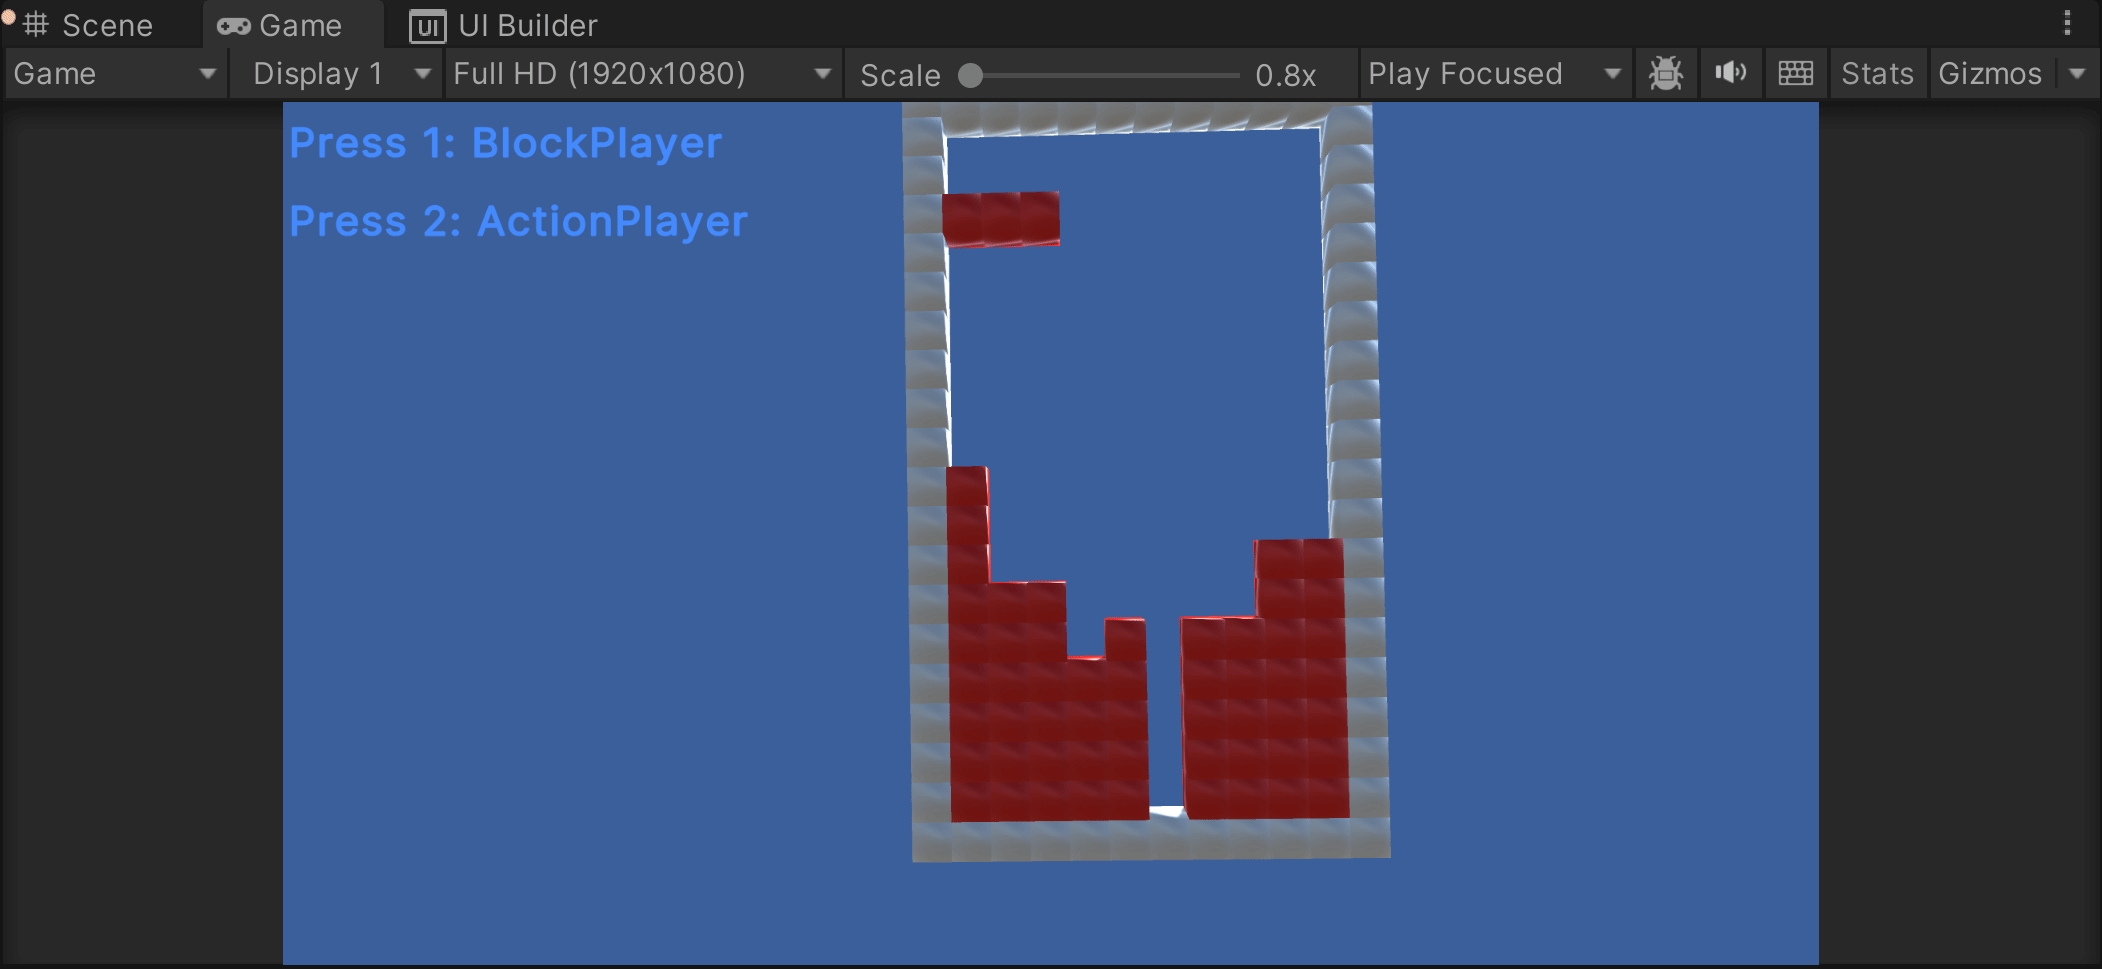 Scene Game UI UI Builder
Game Display 1 Full HD (1920x1080) Scale 0.8x Play Focused Stats Gizmos
Press 1: BlockPlayer
Press 2: ActionPlayer